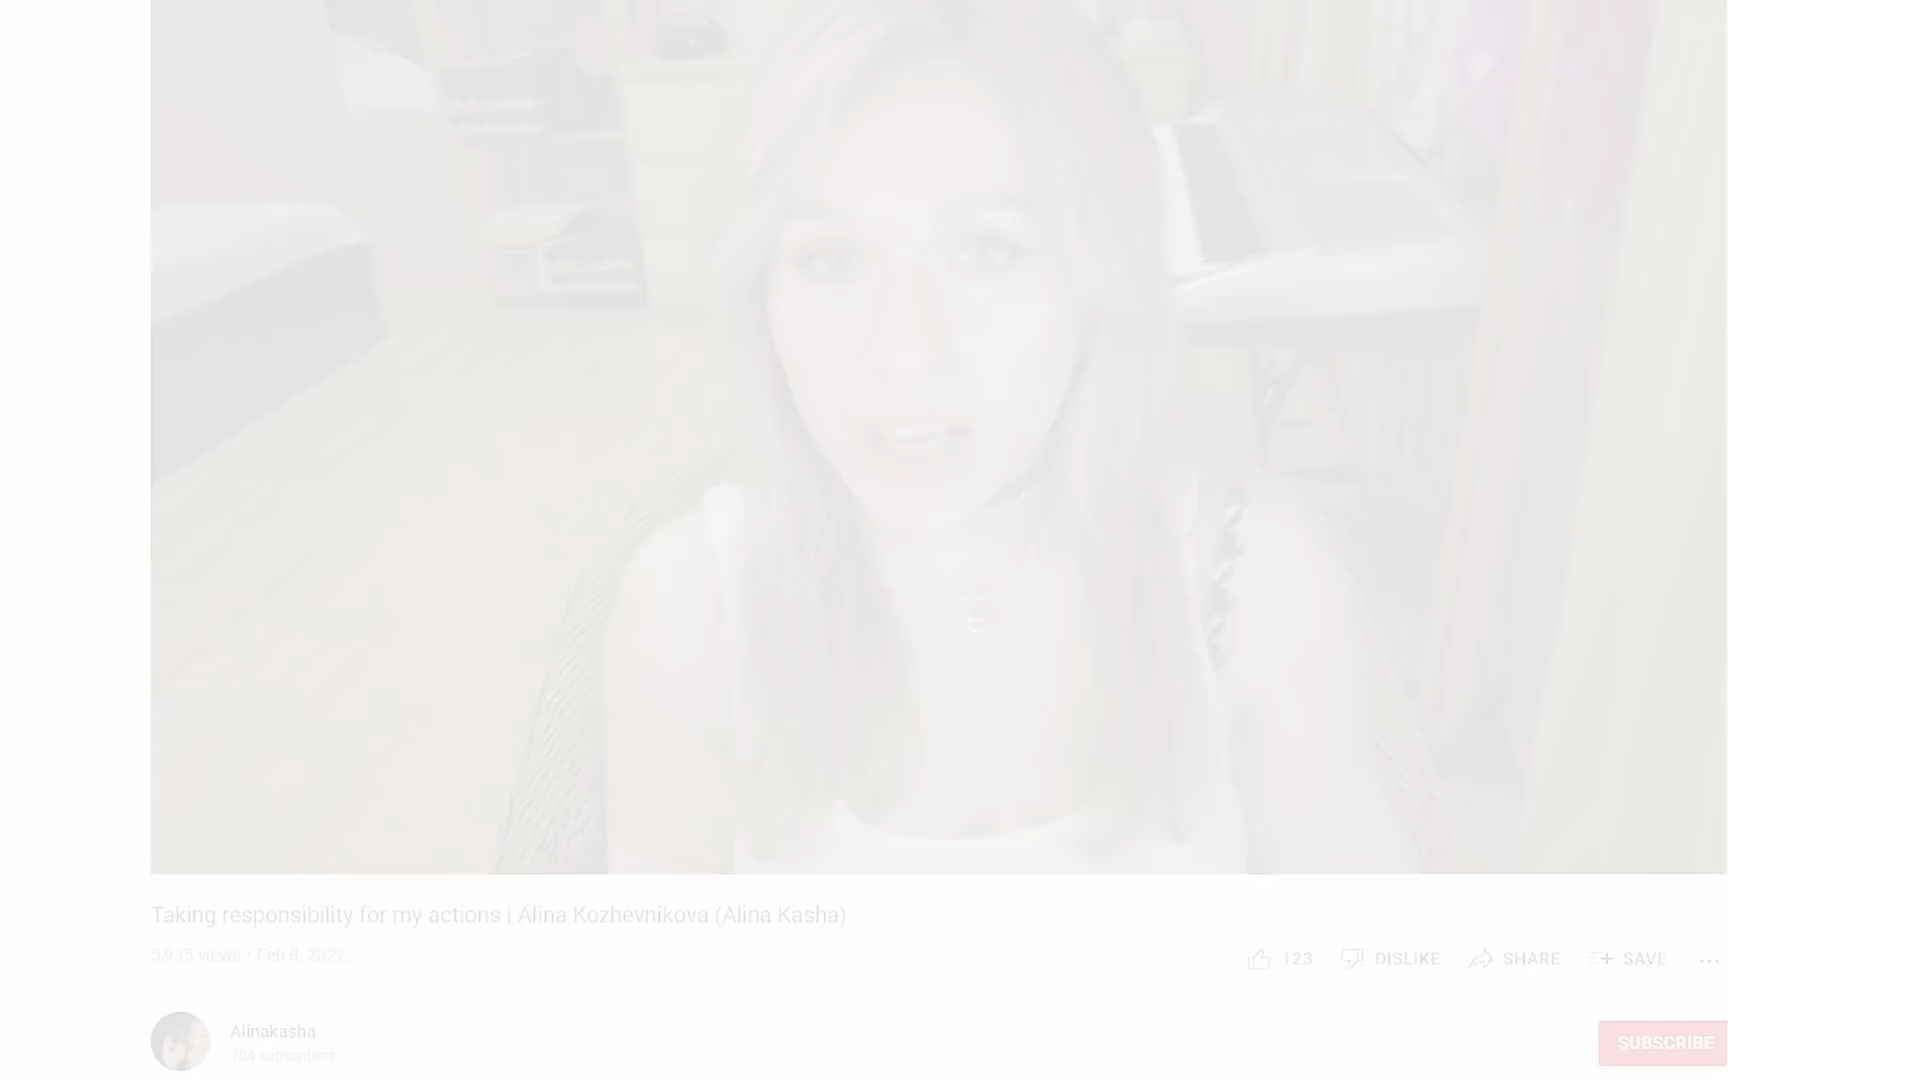 Taking responsibility for my actions | Alina Kozhevnikova (Alina Kasha)
5,935 views • Feb 8, 2022
123 DISLIKE SHARE SAVE ...
Alinakasha
704 subscribers
SUBSCRIBE